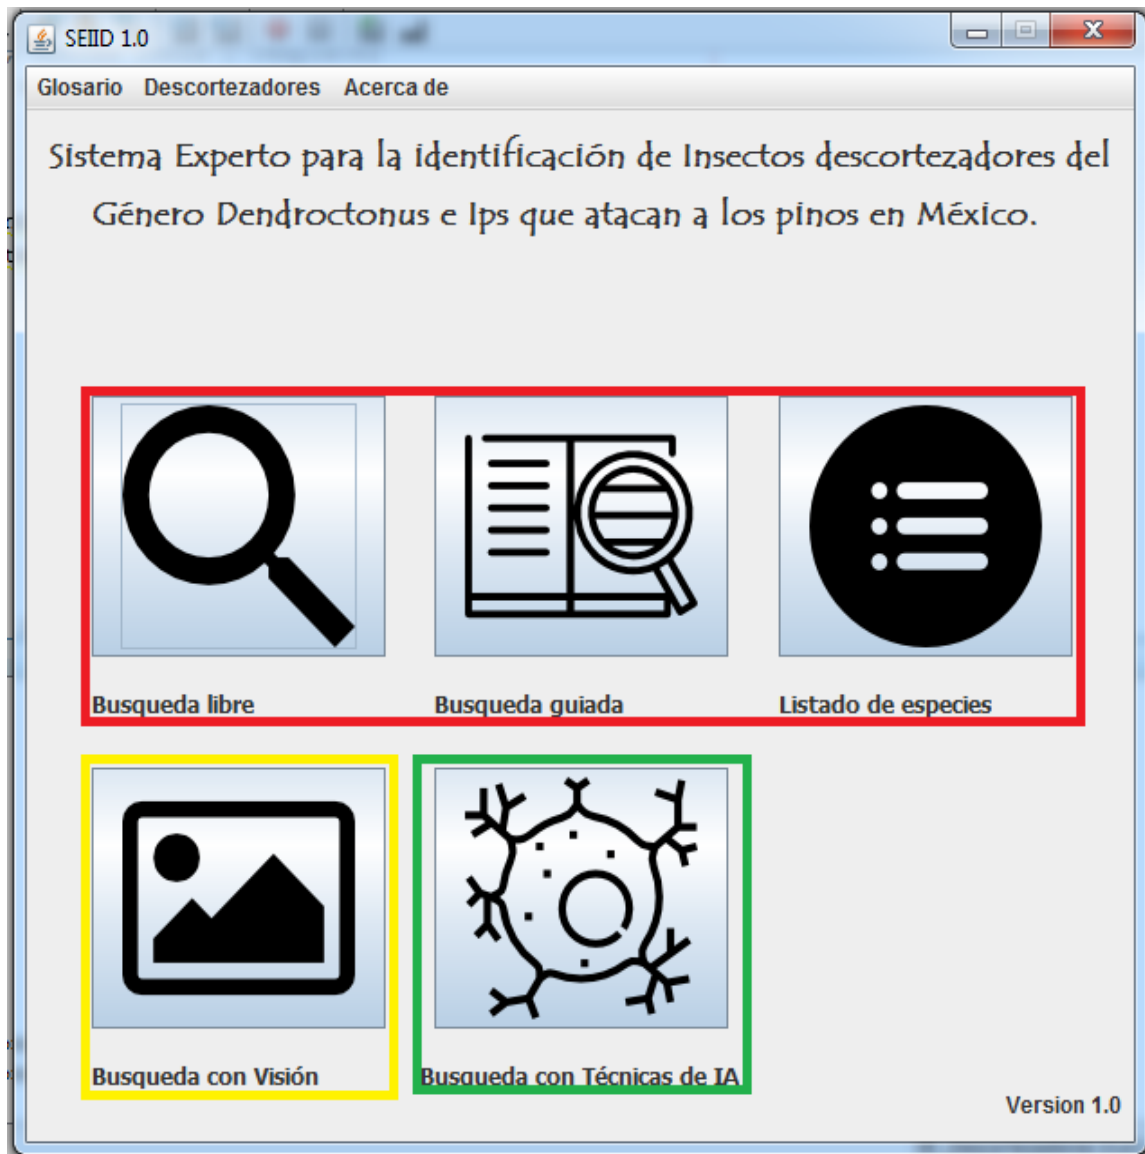 SEIID 1.0
Glosario Descortezadores Acerca de
Sistema Experto para la identificación de Insectos descortezadores del
Género Dendroctonus e Ips que atacan a los pinos en México.
Busqueda libre Busqueda guiada Listado de especies
Busqueda con Visión Busqueda con Técnicas de IA
Version 1.0